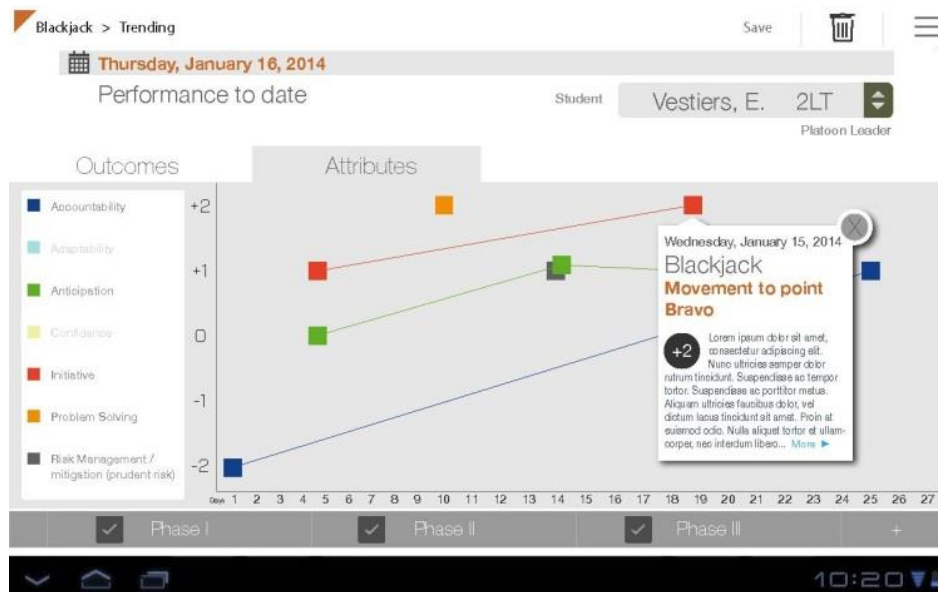 Blackjack > Trending
Save
Thursday, January 16, 2014
Performance to date
Student
Vestiers, E. 2LT
Platoon Leader
Outcomes
Attributes
Accountability
Adaptability
Anticipation
Confidence
Initiative
Problem Solving
Risk Management /
mitigation (prudent risk)
+2
+1
0
-1
-2
Days 1 2 3 4 5 6 7 8 9 10 11 12 13 14 15 16 17 18 19 20 21 22 23 24 25 26 27
X
Wednesday, January 15, 2014
Blackjack
Movement to point
Bravo
+2
Lorem ipsum dolor sit amet,
consectetur adipiscing elit.
Nunc ultricies semper dolor
rutrum tincidunt. Suspendisse ac tempor
tortor. Suspendisse ac porttitor metus.
Aliquam ultricies faucibus dolor, vel
dictum lacus tincidunt sit amet. Proin at
euismod odio. Nulla aliquet tortor et ullam-
corper, nec interdum libero... More ►
Phase I
Phase II
Phase III
+
10:20